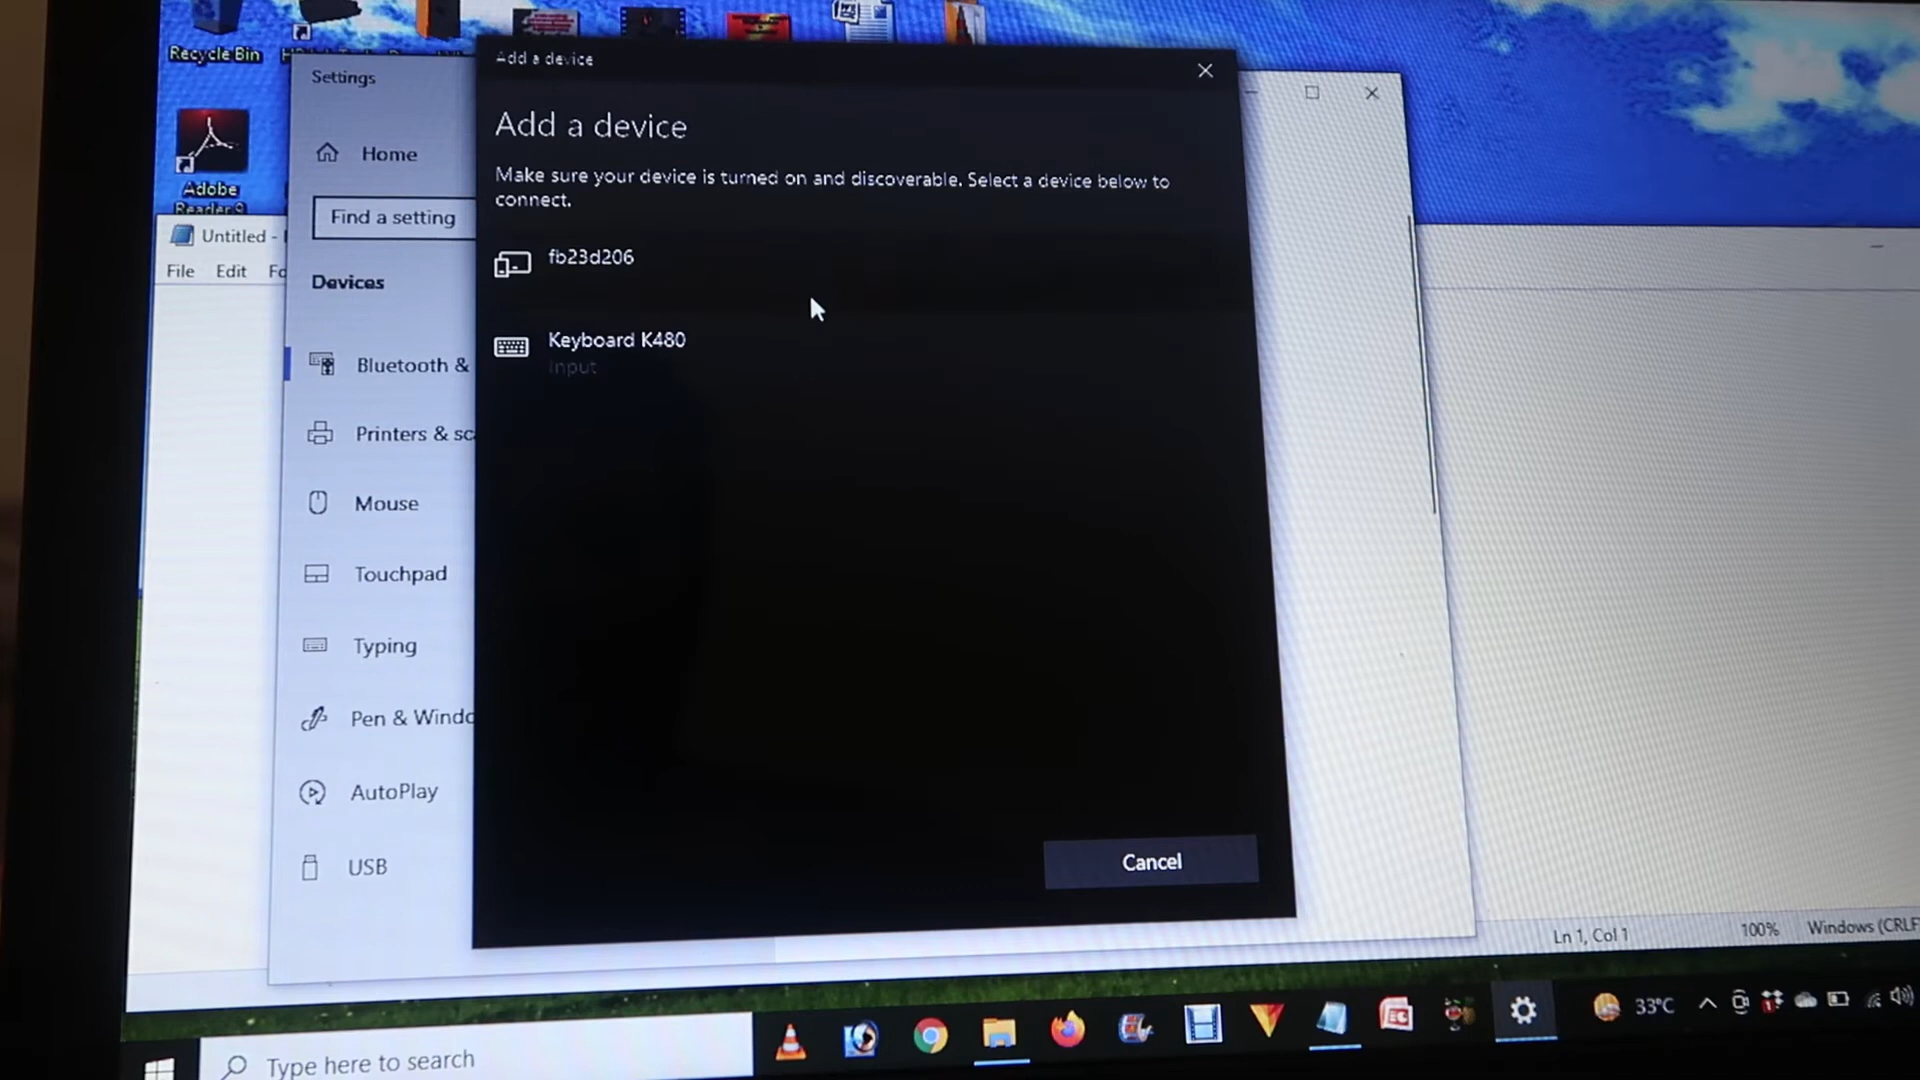 Recycle Bin
Adobe
Reader 9
Untitled -
File Edit
Settings
Home
Find a setting
Devices
Bluetooth &
Printers & sc
Mouse
Touchpad
Typing
Pen & Windo
AutoPlay
USB
Add a device
Add a device
Make sure your device is turned on and discoverable. Select a device below to
connect.
fb23d206
Keyboard K480
Input
Cancel
Ln 1, Col 1 100% Windows (CRLF
Type here to search
33°C